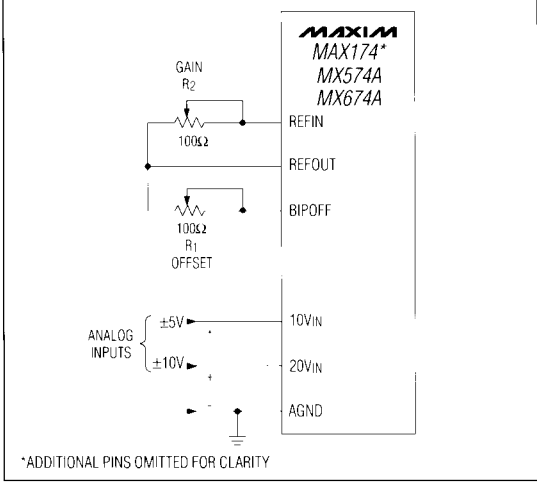 MAXIM
MAX174*
MX574A
MX674A
GAIN
R2
100Ω
REFIN
REFOUT
BIPOFF
100Ω
R1
OFFSET
ANALOG
INPUTS
±5V
10VIN
±10V
20VIN
+
-
AGND
*ADDITIONAL PINS OMITTED FOR CLARITY